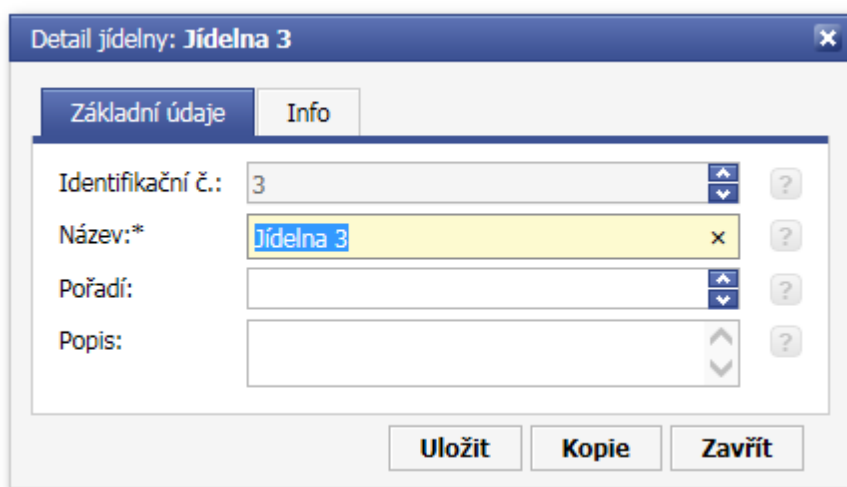 Detail jídelny: Jídelna 3
Základní údaje Info
Identifikační č.: 3 ?
Název:* Jídelna 3 × ?
Pořadí: ?
Popis: ?
Uložit Kopie Zavřít